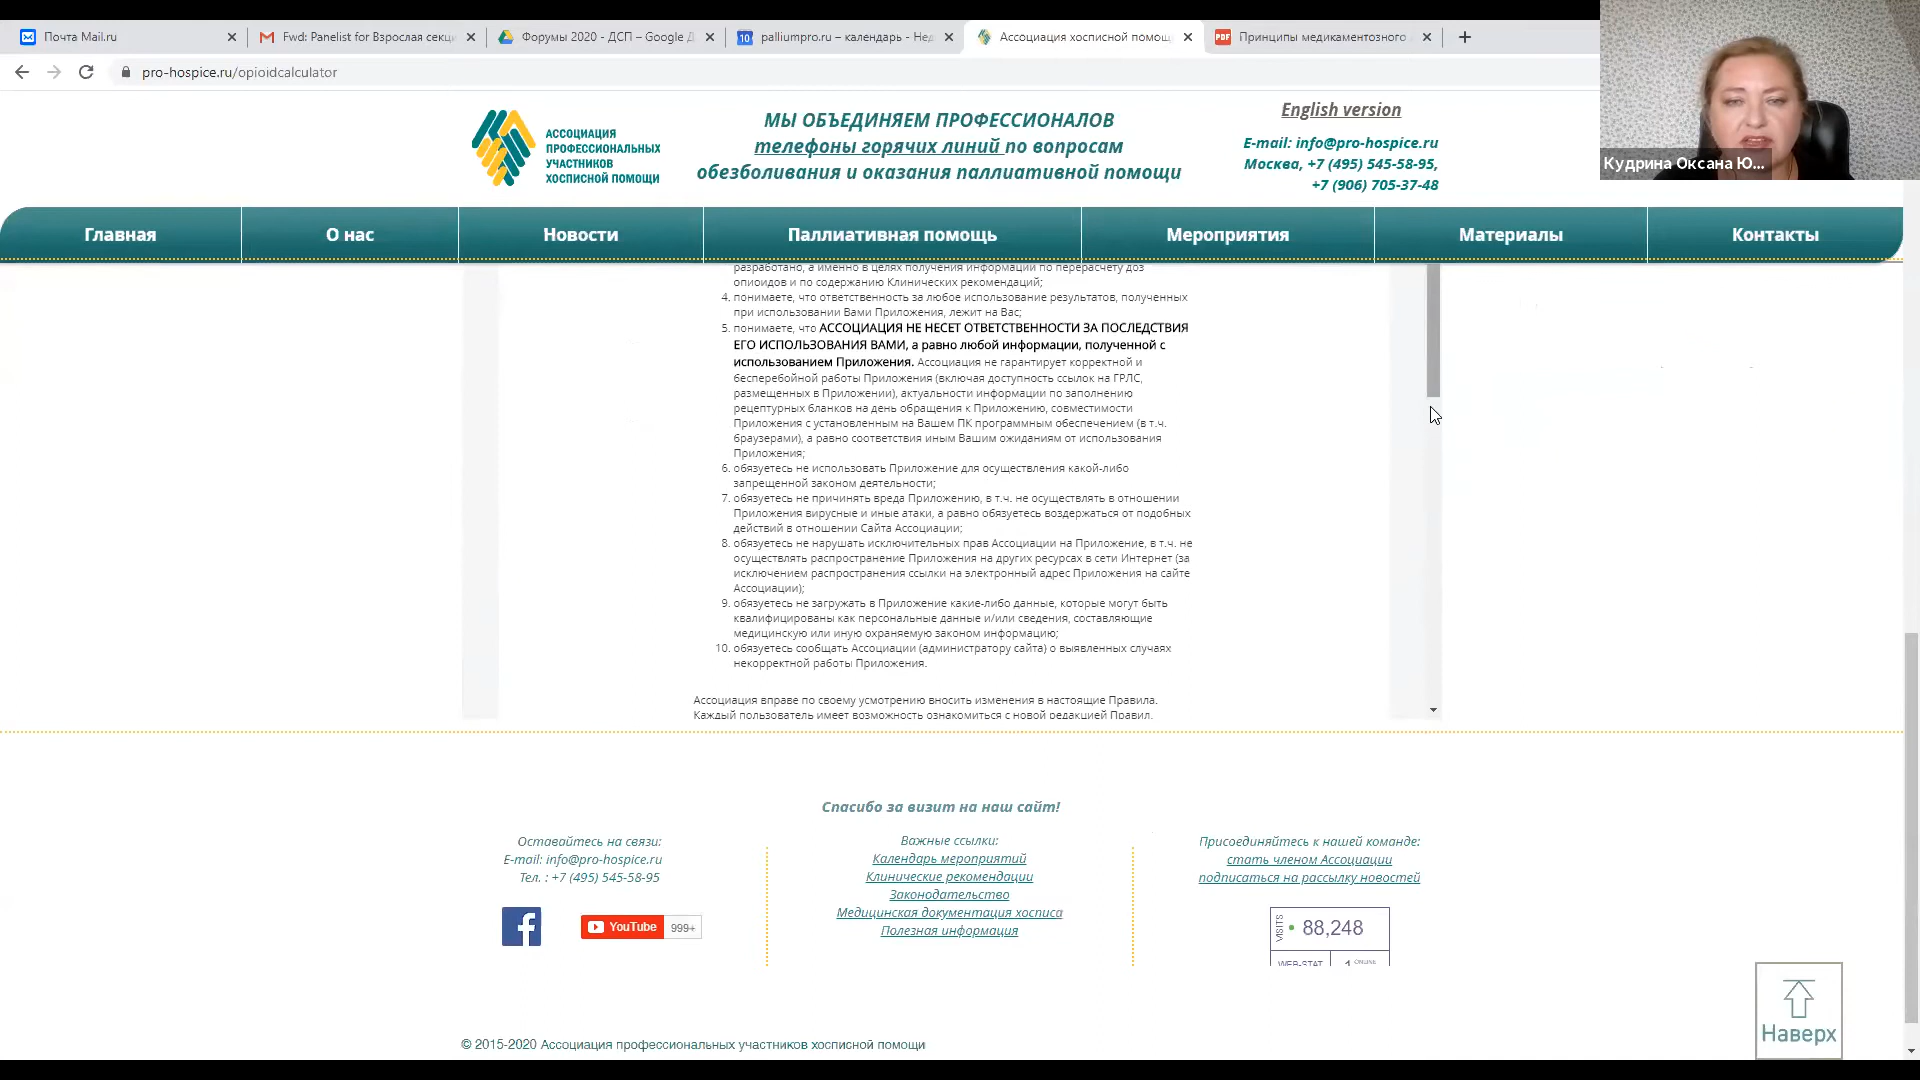 Почта Mail.ru
Fwd: Panelist for Взрослая секци
Форумы 2020 - ДСП – Google Д
10 palliumpro.ru – календарь - Нед
Ассоциация хосписной помощ
PDF Принципы медикаментозного
pro-hospice.ru/opioidcalculator
АССОЦИАЦИЯ
ПРОФЕССИОНАЛЬНЫХ
УЧАСТНИКОВ
ХОСПИСНОЙ ПОМОЩИ
МЫ ОБЪЕДИНЯЕМ ПРОФЕССИОНАЛОВ
телефоны горячих линий по вопросам
обезболивания и оказания паллиативной помощи
English version
E-mail: info@pro-hospice.ru
Москва, +7 (495) 545-58-95,
+7 (906) 705-37-48
Кудрина Оксана Ю...
Главная
О нас
Новости
Паллиативная помощь
Мероприятия
Материалы
Контакты
разработано, а именно в целях получения информации по перерасчету доз
опиоидов и по содержанию Клинических рекомендаций;
4. понимаете, что ответственность за любое использование результатов, полученных
при использовании Вами Приложения, лежит на Вас;
5. понимаете, что АССОЦИАЦИЯ НЕ НЕСЕТ ОТВЕТСТВЕННОСТИ ЗА ПОСЛЕДСТВИЯ
ЕГО ИСПОЛЬЗОВАНИЯ ВАМИ, а равно любой информации, полученной с
использованием Приложения. Ассоциация не гарантирует корректной и
бесперебойной работы Приложения (включая доступность ссылок на ГРЛС,
размещенных в Приложении), актуальности информации по заполнению
рецептурных бланков на день обращения к Приложению, совместимости
Приложения с установленным на Вашем ПК программным обеспечением (в т.ч.
браузерами), а равно соответствия иным Вашим ожиданиям от использования
Приложения;
6. обязуетесь не использовать Приложение для осуществления какой-либо
запрещенной законом деятельности;
7. обязуетесь не причинять вреда Приложению, в т.ч. не осуществлять в отношении
Приложения вирусные и иные атаки, а равно обязуетесь воздержаться от подобных
действий в отношении Сайта Ассоциации;
8. обязуетесь не нарушать исключительных прав Ассоциации на Приложение, в т.ч. не
осуществлять распространение Приложения на других ресурсах в сети Интернет (за
исключением распространения ссылки на электронный адрес Приложения на сайте
Ассоциации);
9. обязуетесь не загружать в Приложение какие-либо данные, которые могут быть
квалифицированы как персональные данные и/или сведения, составляющие
медицинскую или иную охраняемую законом информацию;
10. обязуетесь сообщать Ассоциации (администратору сайта) о выявленных случаях
некорректной работы Приложения.
Ассоциация вправе по своему усмотрению вносить изменения в настоящие Правила.
Каждый пользователь имеет возможность ознакомиться с новой редакцией Правил.
Спасибо за визит на наш сайт!
Оставайтесь на связи:
E-mail: info@pro-hospice.ru
Тел. : +7 (495) 545-58-95
YouTube 999+
Важные ссылки:
Календарь мероприятий
Клинические рекомендации
Законодательство
Медицинская документация хосписа
Полезная информация
Присоединяйтесь к нашей команде:
стать членом Ассоциации
подписаться на рассылку новостей
VISITS 88,248
WEB-STAT 1 ONLINE
Наверх
© 2015-2020 Ассоциация профессиональных участников хосписной помощи